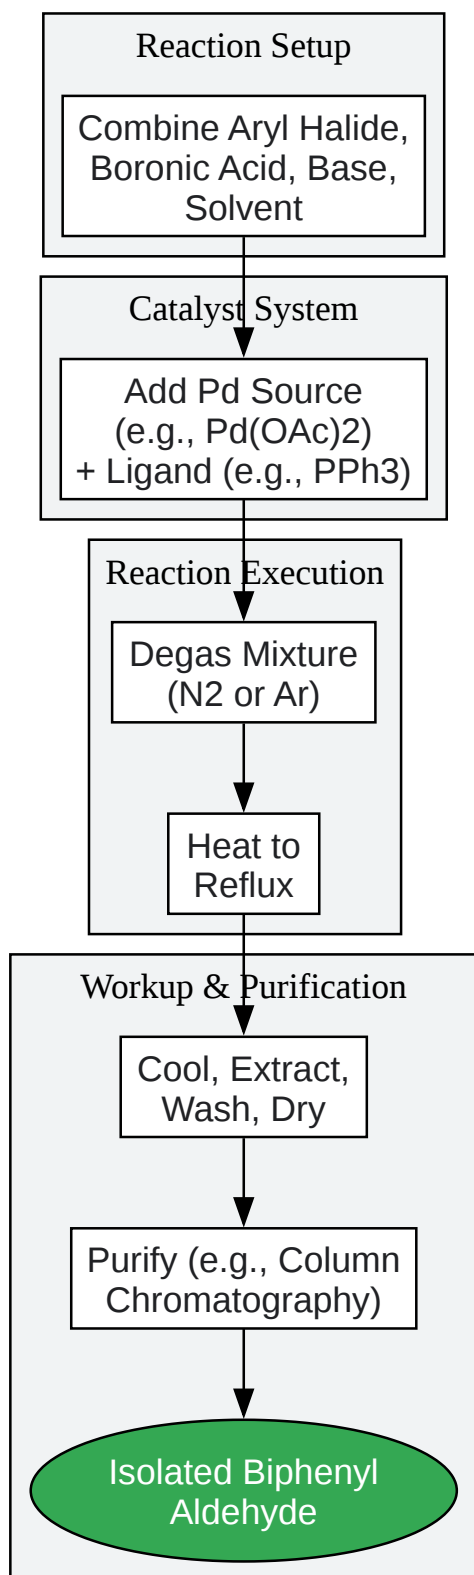 Reaction Setup
Combine Aryl Halide,
Boronic Acid, Base,
Solvent
Catalyst System
Add Pd Source
(e.g., Pd(OAc)2)
+ Ligand (e.g., PPh3)
Reaction Execution
Degas Mixture
(N2 or Ar)
Heat to
Reflux
Workup & Purification
Cool, Extract,
Wash, Dry
Purify (e.g., Column
Chromatography)
Isolated Biphenyl
Aldehyde